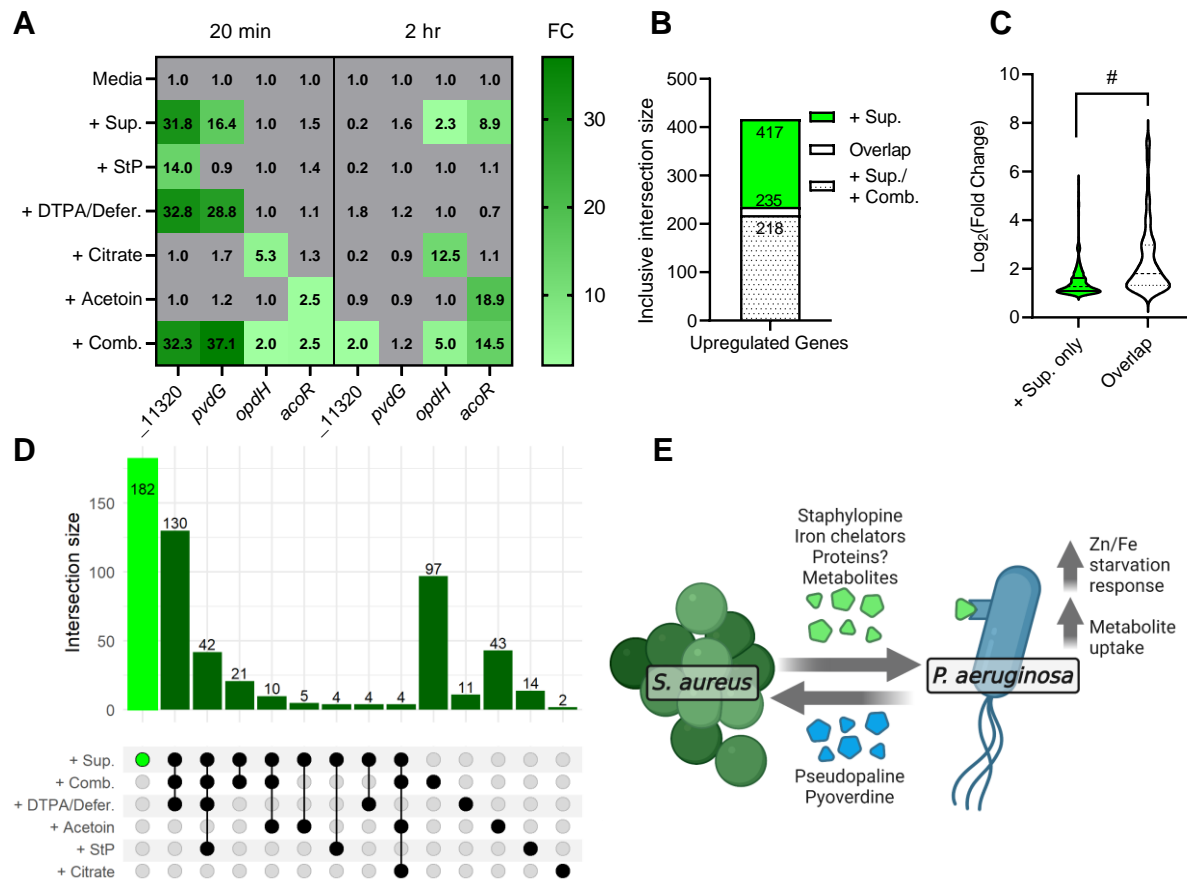 A
20 min 2 hr FC
Media 1.0 1.0 1.0 1.0 1.0 1.0 1.0 1.0
+ Sup. 31.8 16.4 1.0 1.5 0.2 1.6 2.3 8.9
+ StP 14.0 0.9 1.0 1.4 0.2 1.0 1.0 1.1
+ DTPA/Defer. 32.8 28.8 1.0 1.1 1.8 1.2 1.0 0.7
+ Citrate 1.0 1.7 5.3 1.3 0.2 0.9 12.5 1.1
+ Acetoin 1.0 1.2 1.0 2.5 0.9 0.9 1.0 18.9
+ Comb. 32.3 37.1 2.0 2.5 2.0 1.2 5.0 14.5
_11320 pvdG opdH acoR _11320 pvdG opdH acoR
30
20
10
B
Inclusive intersection size
500
400
300
200
100
0
417
235
218
Upregulated Genes
+ Sup.
Overlap
+ Sup./
+ Comb.
C
Log2(Fold Change)
10
8
6
4
2
0
#
+ Sup. only
Overlap
D
Intersection size
150
100
50
0
182 130 42 21 10 5 4 4 4 97 11 43 14 2
+ Sup.
+ Comb.
+ DTPA/Defer.
+ Acetoin
+ StP
+ Citrate
E
Staphylopine
Iron chelators
Proteins?
Metabolites
S. aureus
P. aeruginosa
Zn/Fe
starvation
response
Metabolite
uptake
Pseudopaline
Pyoverdine